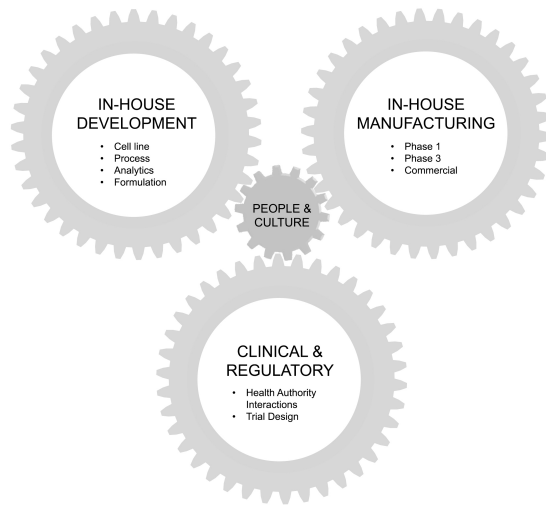 IN-HOUSE
DEVELOPMENT
• Cell line
• Process
• Analytics
• Formulation
IN-HOUSE
MANUFACTURING
• Phase 1
• Phase 3
• Commercial
PEOPLE &
CULTURE
CLINICAL &
REGULATORY
• Health Authority
Interactions
• Trial Design